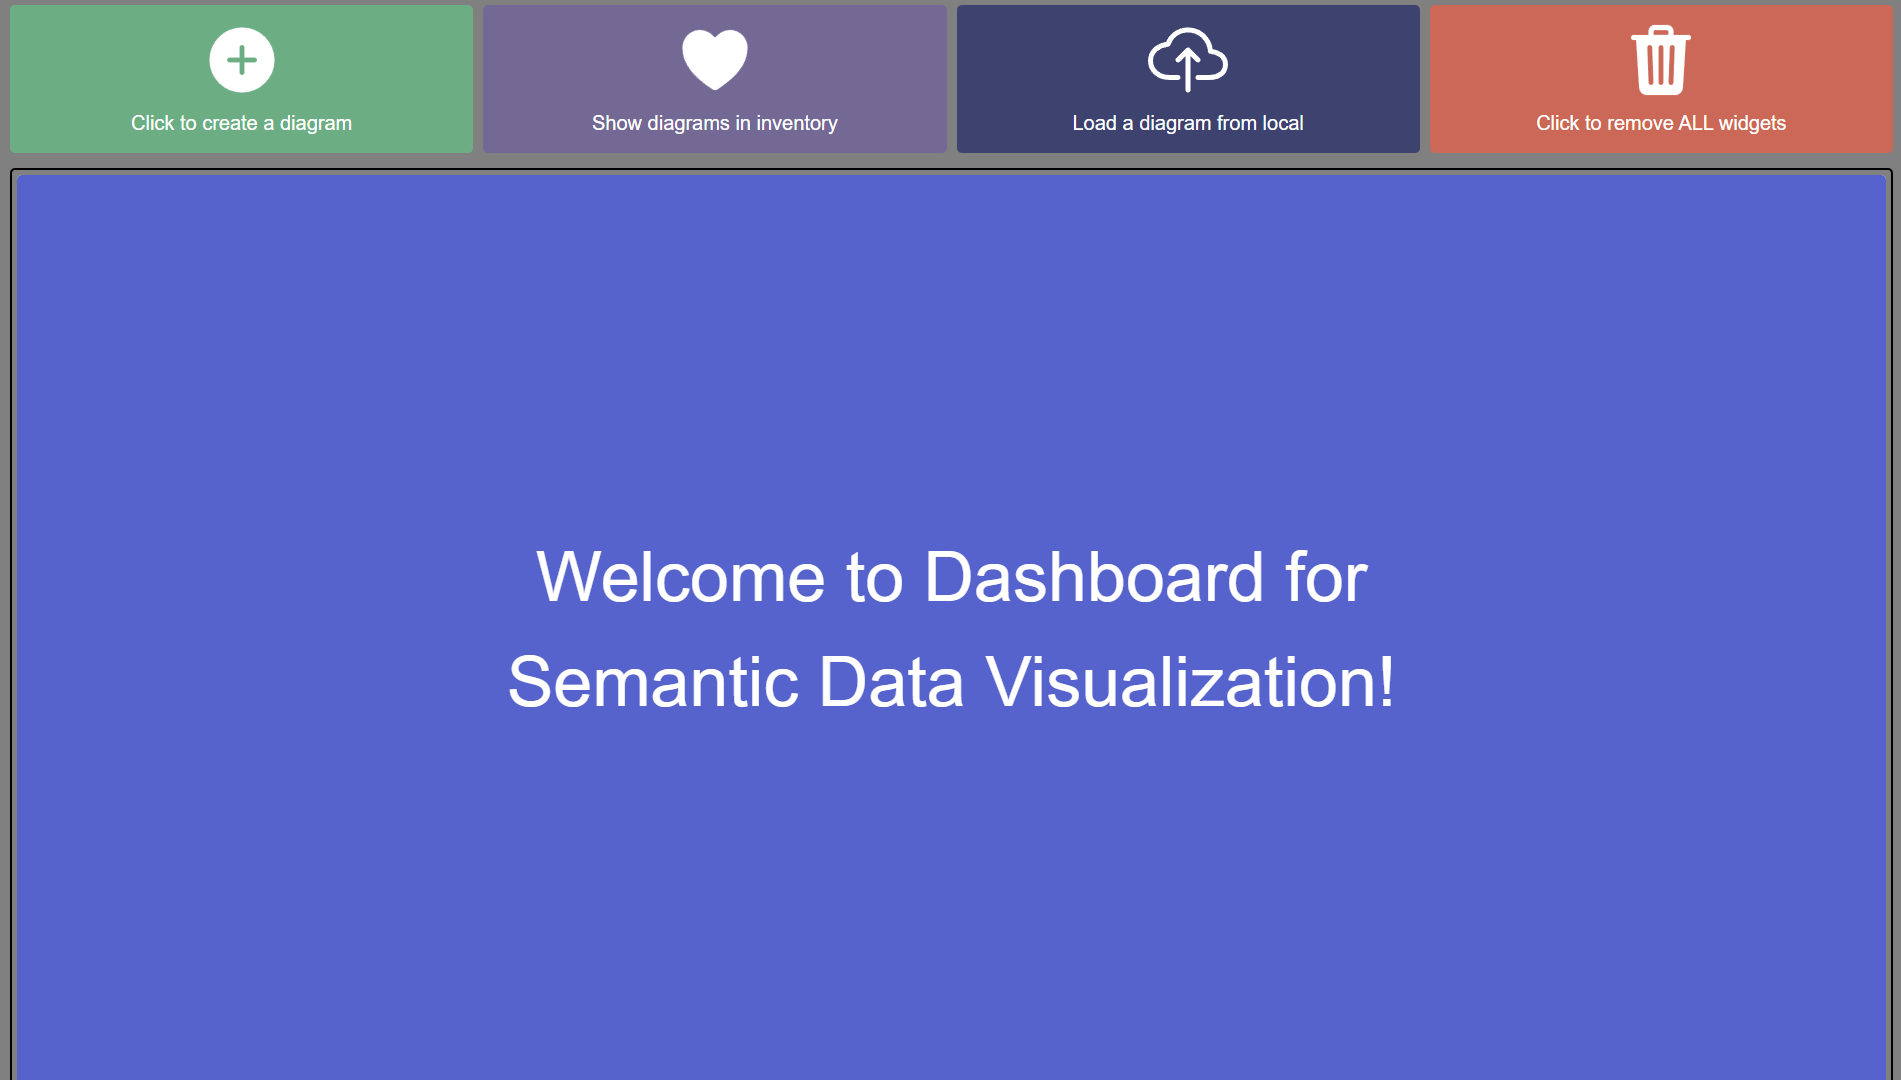 Click to create a diagram
Show diagrams in inventory
Load a diagram from local
Click to remove ALL widgets
Welcome to Dashboard for
Semantic Data Visualization!